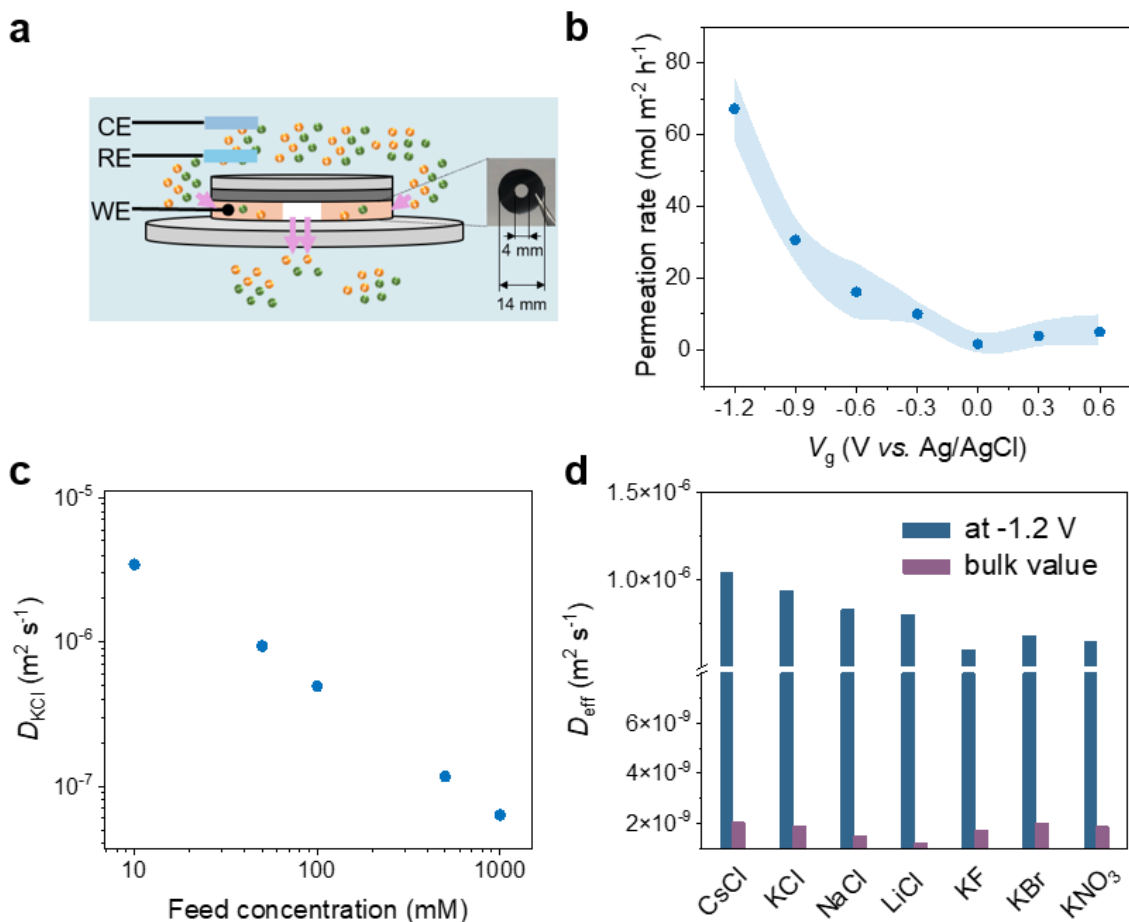 a
CE
RE
WE
4 mm
14 mm
b
Permeation rate (mol m⁻² h⁻¹)
80
60
40
20
0
-1.2
-0.9
-0.6
-0.3
0.0
0.3
0.6
V_g (V vs. Ag/AgCl)
c
D_KCl (m² s⁻¹)
10⁻⁵
10⁻⁶
10⁻⁷
10
100
1000
Feed concentration (mM)
d
D_eff (m² s⁻¹)
1.5×10⁻⁶
1.0×10⁻⁶
6×10⁻⁹
4×10⁻⁹
2×10⁻⁹
at -1.2 V
bulk value
CsCl
KCl
NaCl
LiCl
KF
KBr
KNO₃